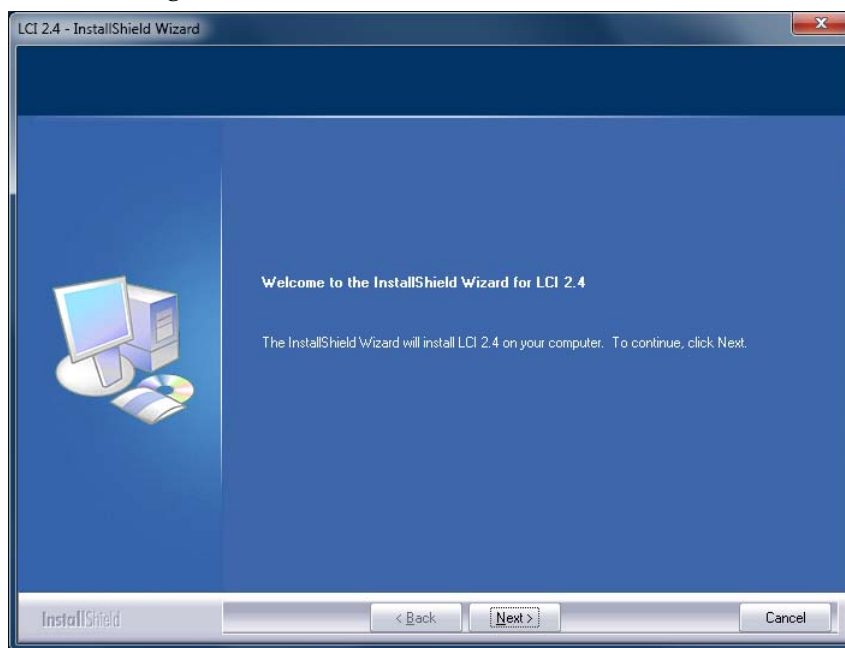 LCI 2.4 - InstallShield Wizard
Welcome to the InstallShield Wizard for LCI 2.4
The InstallShield Wizard will install LCI 2.4 on your computer. To continue, click Next.
InstallShield
< Back
Next >
Cancel